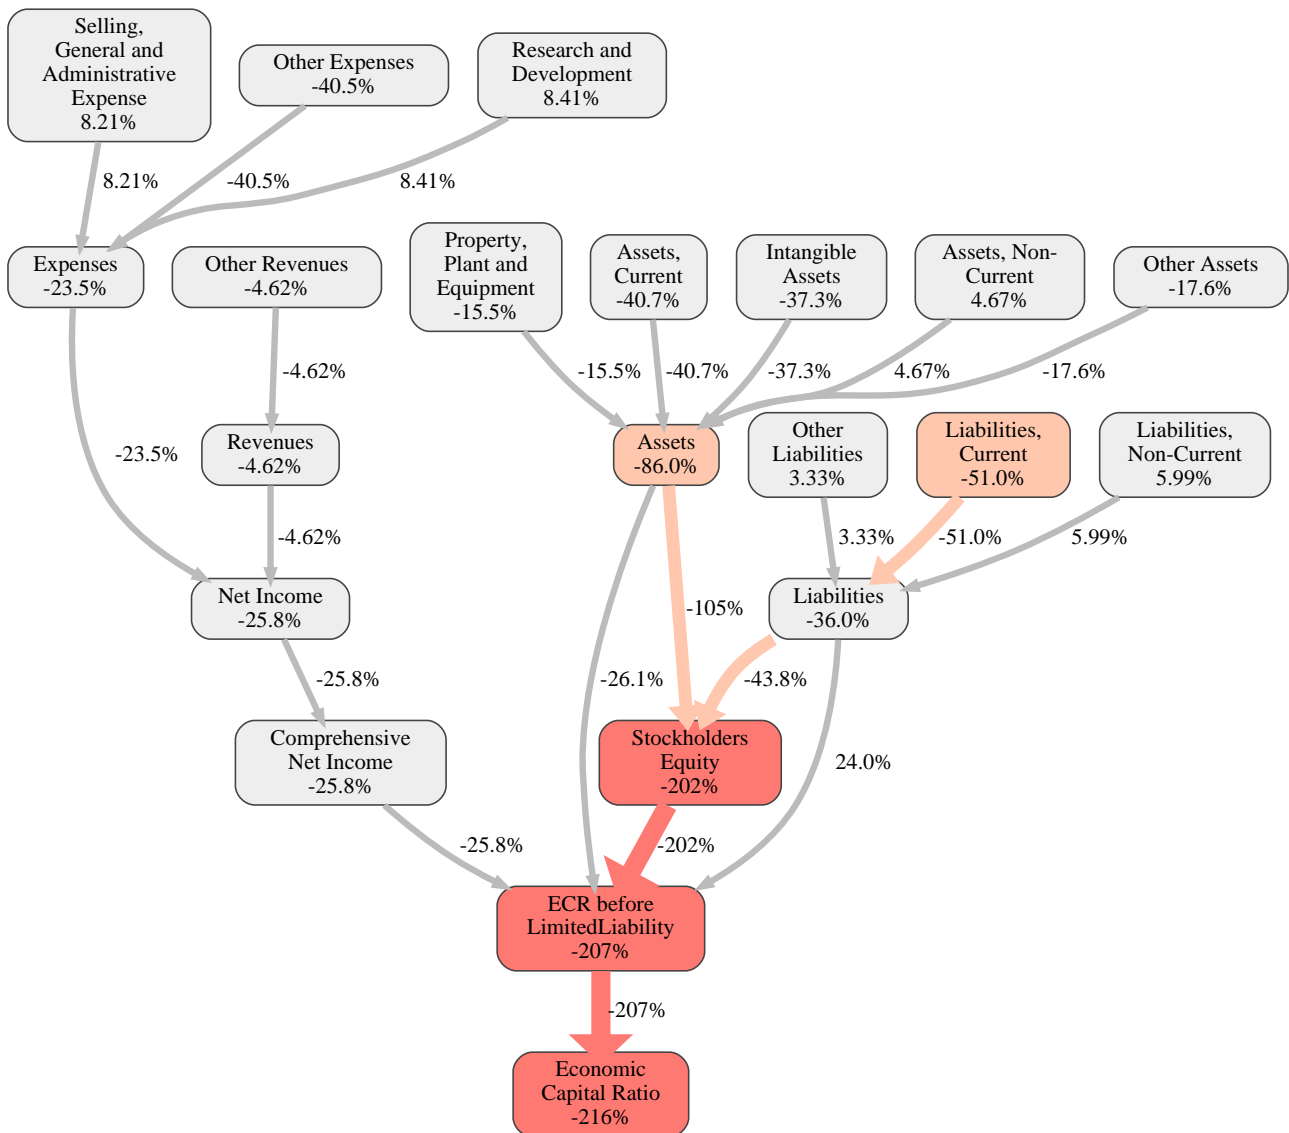 Selling,
General and
Administrative
Expense
8.21%
Other Expenses
-40.5%
Research and
Development
8.41%
8.21%
-40.5%
8.41%
Expenses
-23.5%
Other Revenues
-4.62%
Property,
Plant and
Equipment
-15.5%
Assets,
Current
-40.7%
Intangible
Assets
-37.3%
Assets, Non-
Current
4.67%
Other Assets
-17.6%
-4.62%
-15.5%
-40.7%
-37.3%
4.67%
-17.6%
-23.5%
Revenues
-4.62%
Assets
-86.0%
Other
Liabilities
3.33%
Liabilities,
Current
-51.0%
Liabilities,
Non-Current
5.99%
-4.62%
3.33%
-51.0%
5.99%
Net Income
-25.8%
-105%
Liabilities
-36.0%
-25.8%
-26.1%
-43.8%
Comprehensive
Net Income
-25.8%
Stockholders
Equity
-202%
24.0%
-25.8%
-202%
ECR before
LimitedLiability
-207%
-207%
Economic
Capital Ratio
-216%